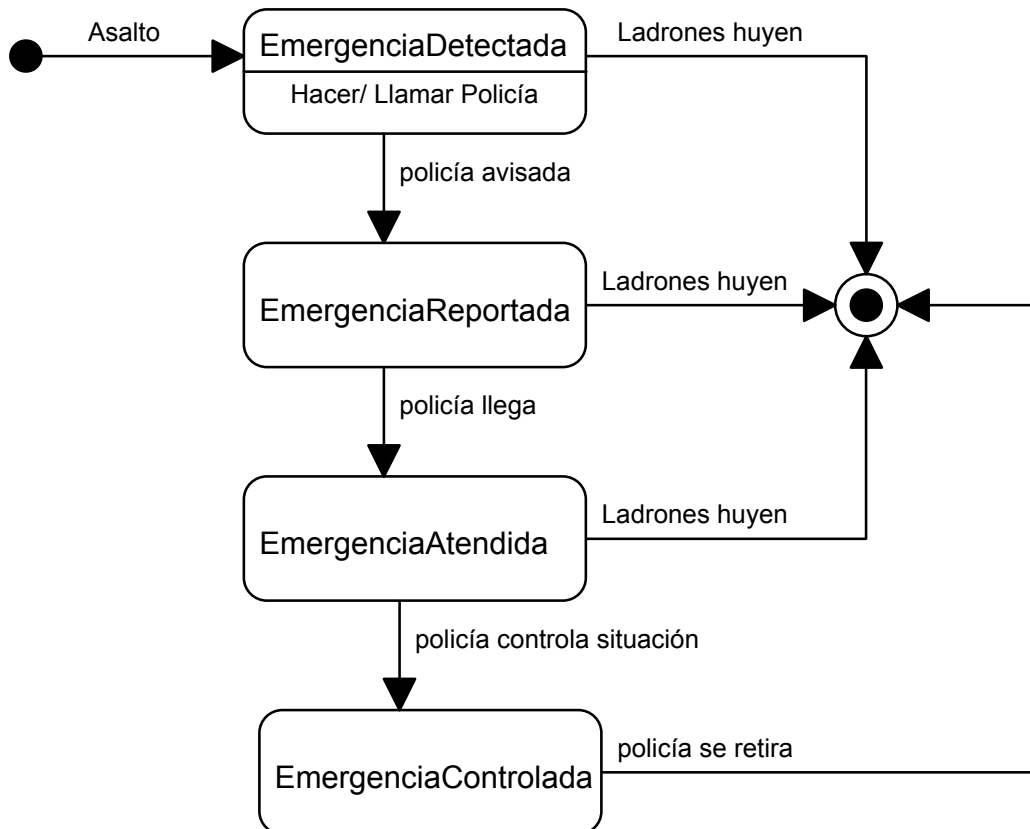 Asalto
EmergenciaDetectada
Ladrones huyen
Hacer/ Llamar Policía
policía avisada
EmergenciaReportada
Ladrones huyen
policía llega
EmergenciaAtendida
Ladrones huyen
policía controla situación
EmergenciaControlada
policía se retira